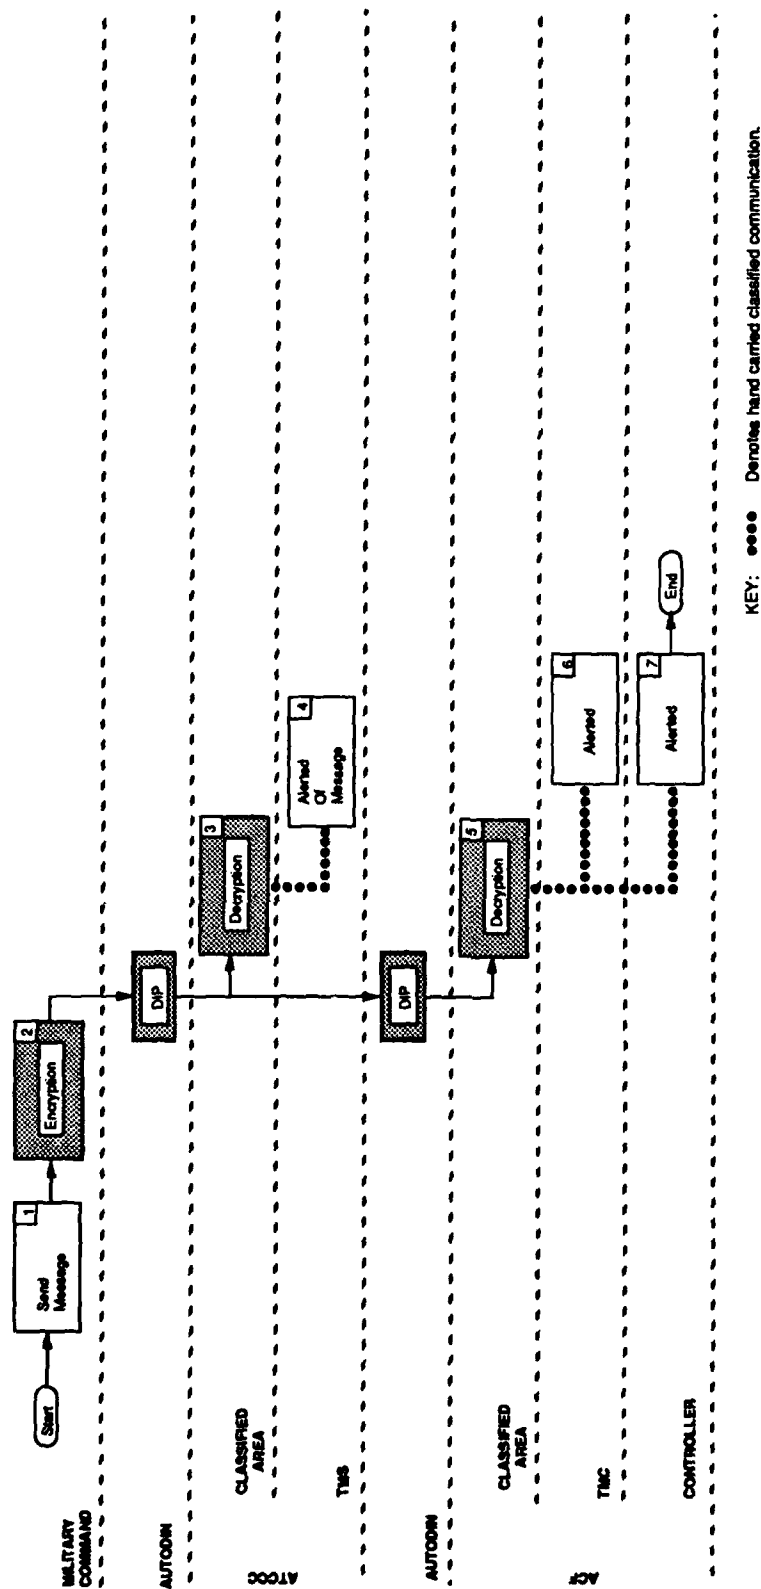 MILITARY
COMMAND
Start
1
Send
Message
2
Encryption
AUTODIN
DIP
ATCCC
CLASSIFIED
AREA
3
Decryption
TMS
4
Alerted
Of
Message
AUTODIN
DIP
ACF
CLASSIFIED
AREA
5
Decryption
TMC
6
Alerted
CONTROLLER
7
Alerted
End
KEY: Denotes hand carried classified communication.